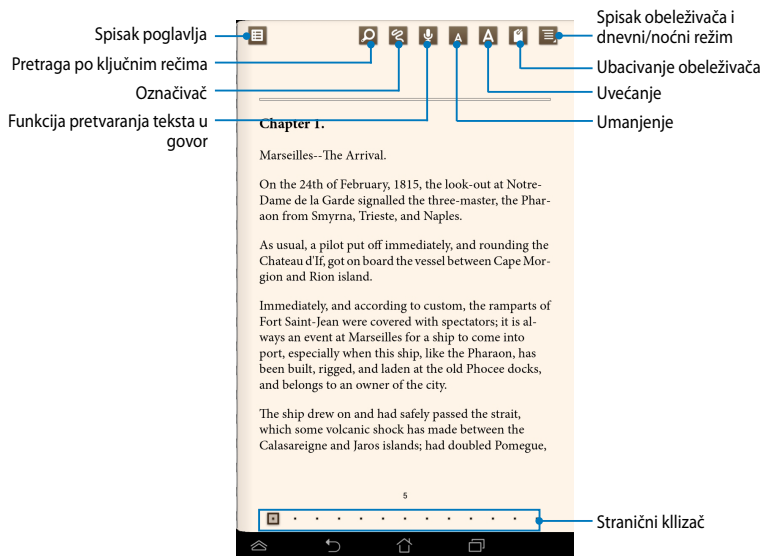 Spisak poglavlja
Pretraga po ključnim rečima
Označivač
Funkcija pretvaranja teksta u
govor
Spisak obeleživača i
dnevni/noćni režim
Ubacivanje obeleživača
Uvećanje
Umanjenje
A
A
Chapter 1.
Marseilles--The Arrival.
On the 24th of February, 1815, the look-out at Notre-
Dame de la Garde signalled the three-master, the Phar-
aon from Smyrna, Trieste, and Naples.
As usual, a pilot put off immediately, and rounding the
Chateau d'If, got on board the vessel between Cape Mor-
gion and Rion island.
Immediately, and according to custom, the ramparts of
Fort Saint-Jean were covered with spectators; it is al-
ways an event at Marseilles for a ship to come into
port, especially when this ship, like the Pharaon, has
been built, rigged, and laden at the old Phocee docks,
and belongs to an owner of the city.
The ship drew on and had safely passed the strait,
which some volcanic shock has made between the
Calasareigne and Jaros islands; had doubled Pomegue,
5
Stranični kllizač